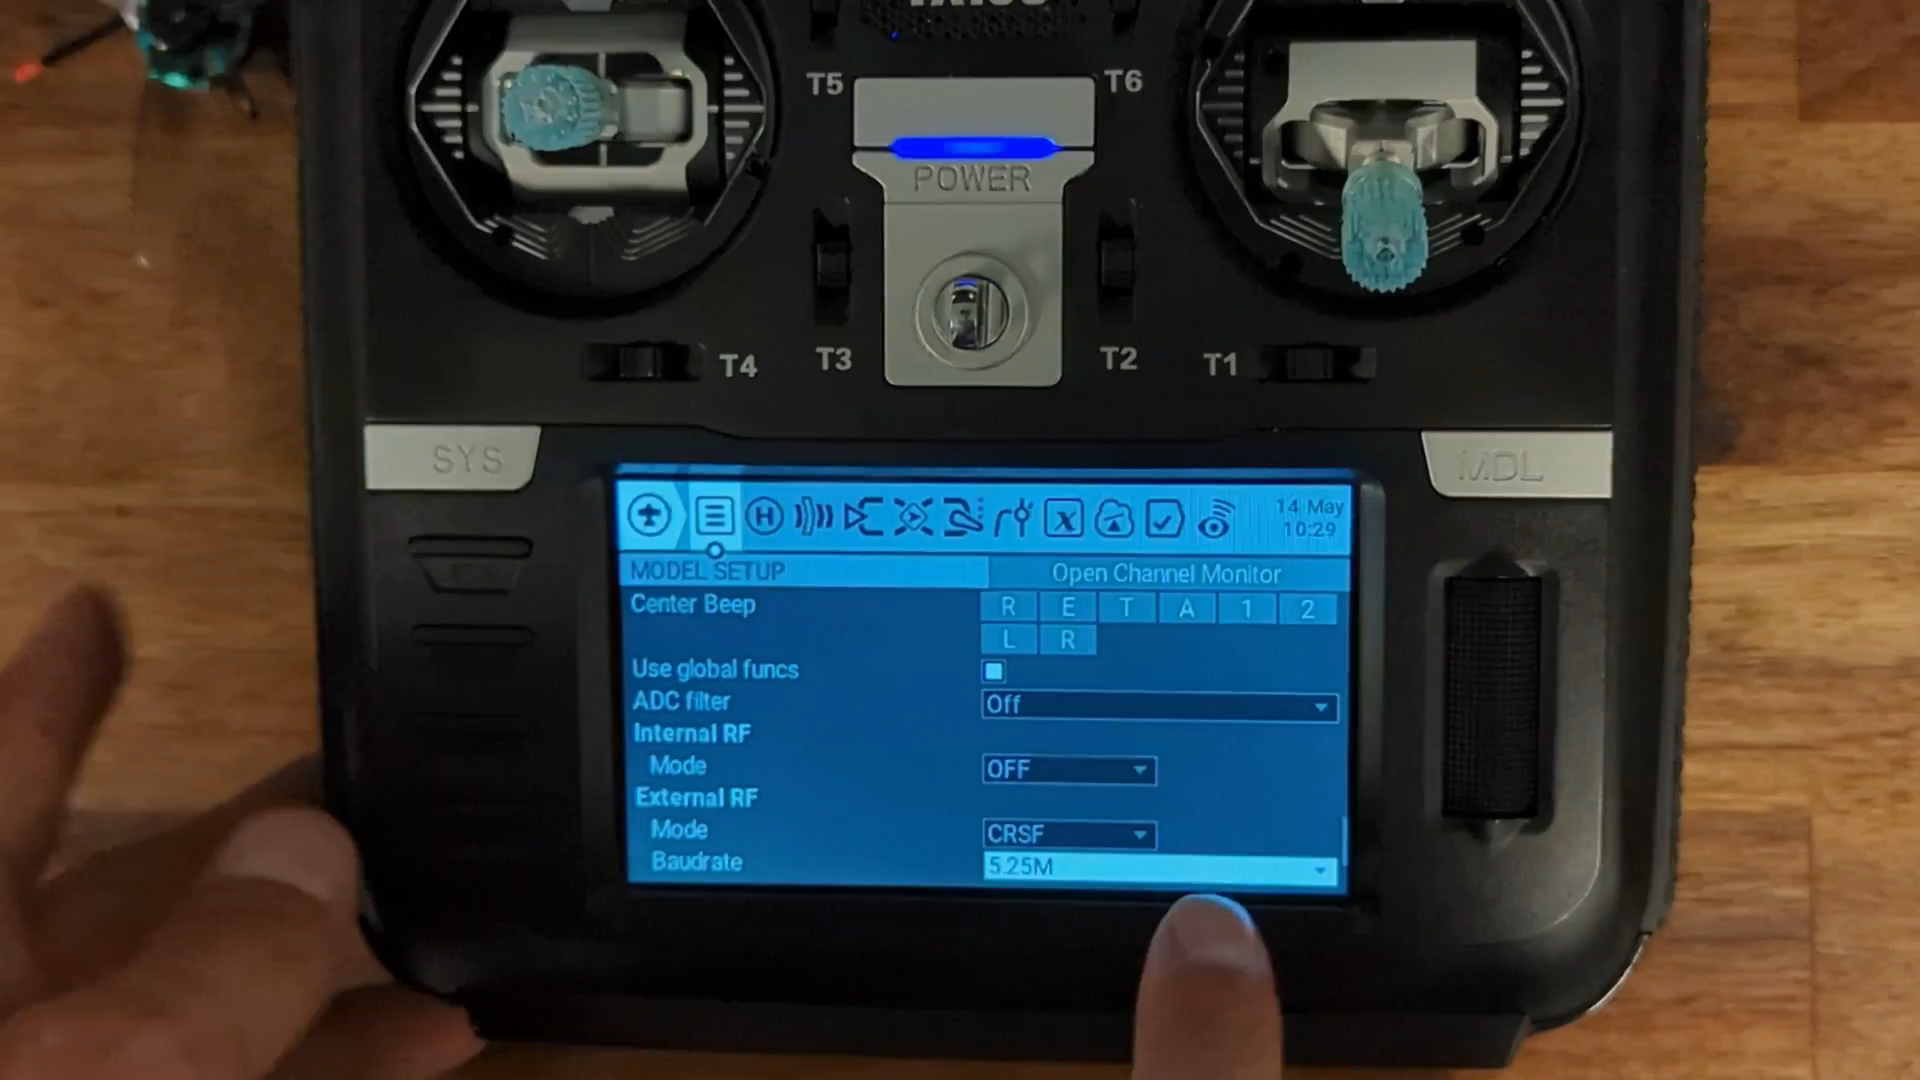 T5
T6
POWER
T4
T3
T2
T1
SYS
MDL
14 May
10:29
MODEL SETUP
Open Channel Monitor
Center Beep
R E T A 1 2
L R
Use global funcs
ADC filter
Off
Internal RF
Mode
OFF
External RF
Mode
CRSF
Baudrate
5.25M